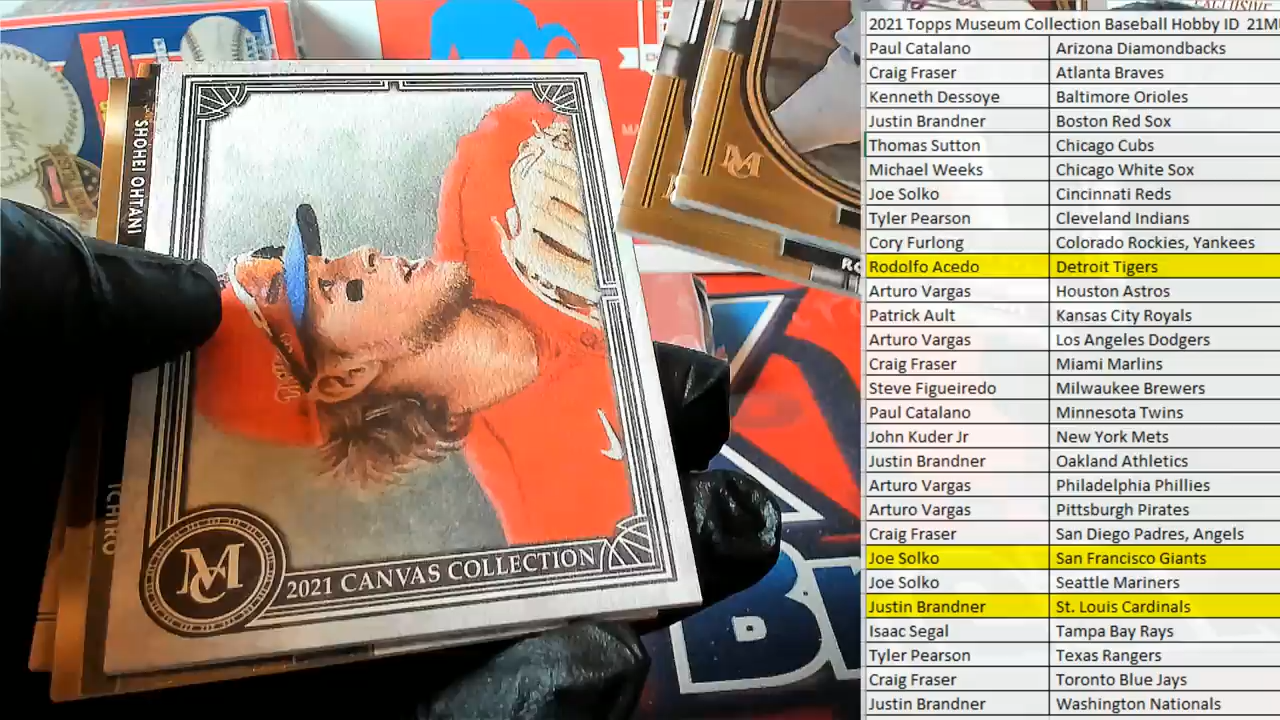 SHOHEI OHTANI
ICHIRO
MC
2021 CANVAS COLLECTION
MC
2021 Topps Museum Collection Baseball Hobby ID 21M
Paul Catalano Arizona Diamondbacks
Craig Fraser Atlanta Braves
Kenneth Dessoye Baltimore Orioles
Justin Brandner Boston Red Sox
Thomas Sutton Chicago Cubs
Michael Weeks Chicago White Sox
Joe Solko Cincinnati Reds
Tyler Pearson Cleveland Indians
Cory Furlong Colorado Rockies, Yankees
Rodolfo Acedo Detroit Tigers
Arturo Vargas Houston Astros
Patrick Ault Kansas City Royals
Arturo Vargas Los Angeles Dodgers
Craig Fraser Miami Marlins
Steve Figueiredo Milwaukee Brewers
Paul Catalano Minnesota Twins
John Kuder Jr New York Mets
Justin Brandner Oakland Athletics
Arturo Vargas Philadelphia Phillies
Arturo Vargas Pittsburgh Pirates
Craig Fraser San Diego Padres, Angels
Joe Solko San Francisco Giants
Joe Solko Seattle Mariners
Justin Brandner St. Louis Cardinals
Isaac Segal Tampa Bay Rays
Tyler Pearson Texas Rangers
Craig Fraser Toronto Blue Jays
Justin Brandner Washington Nationals